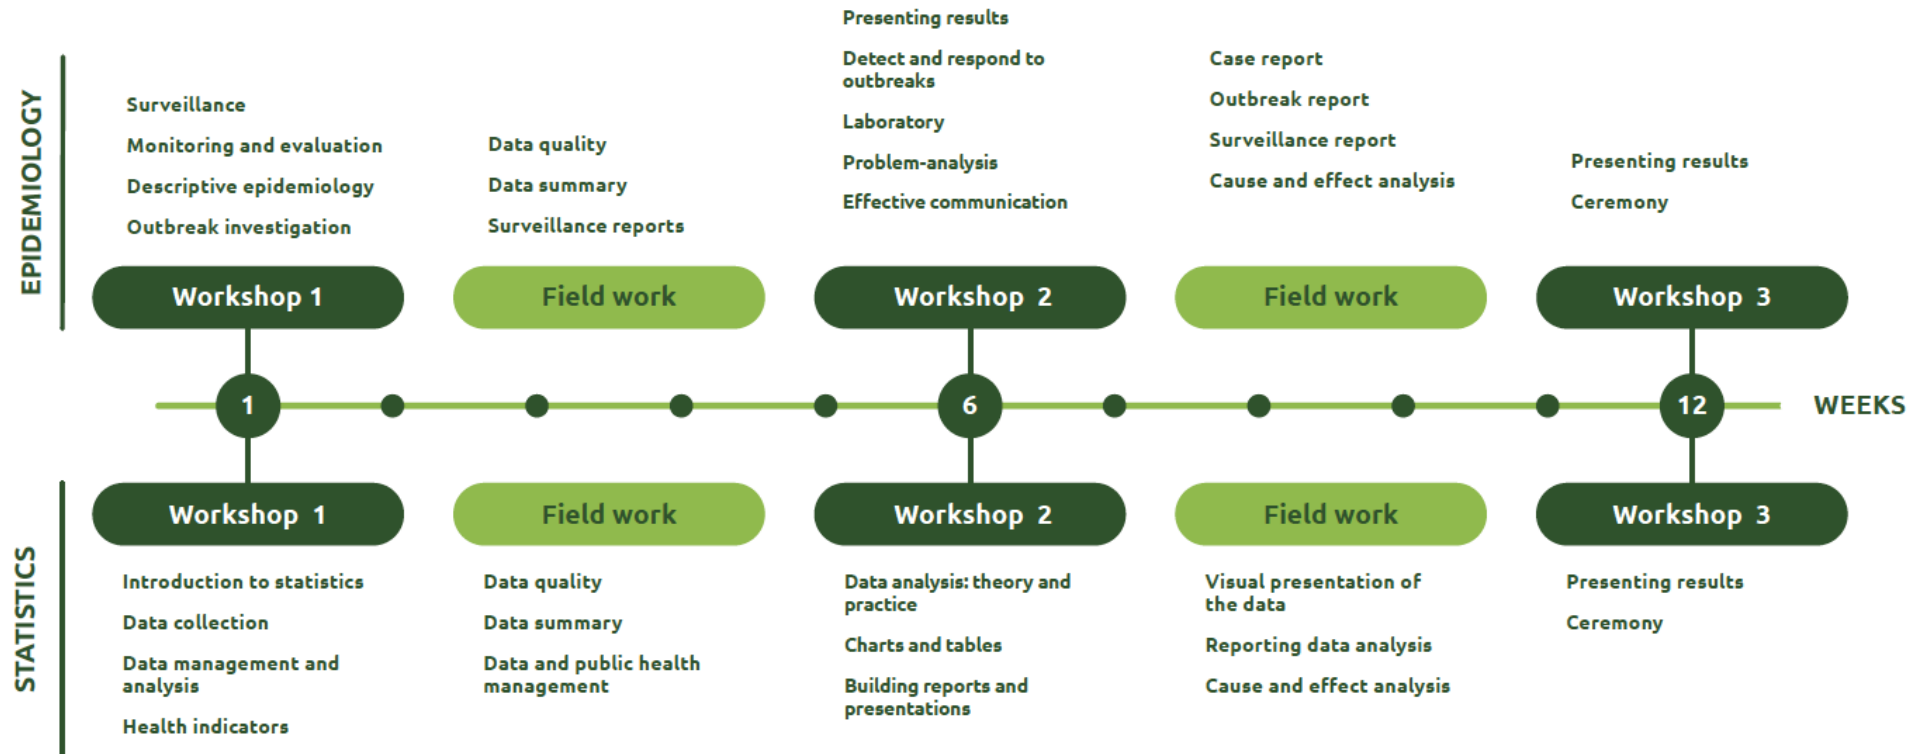 EPIDEMIOLOGY
Surveillance
Monitoring and evaluation
Descriptive epidemiology
Outbreak investigation
Workshop 1
Data quality
Data summary
Surveillance reports
Field work
Presenting results
Detect and respond to
outbreaks
Laboratory
Problem-analysis
Effective communication
Workshop 2
Case report
Outbreak report
Surveillance report
Cause and effect analysis
Field work
Presenting results
Ceremony
Workshop 3
1
6
12
WEEKS
STATISTICS
Workshop 1
Introduction to statistics
Data collection
Data management and
analysis
Health indicators
Field work
Data quality
Data summary
Data and public health
management
Workshop 2
Data analysis: theory and
practice
Charts and tables
Building reports and
presentations
Field work
Visual presentation of
the data
Reporting data analysis
Cause and effect analysis
Workshop 3
Presenting results
Ceremony